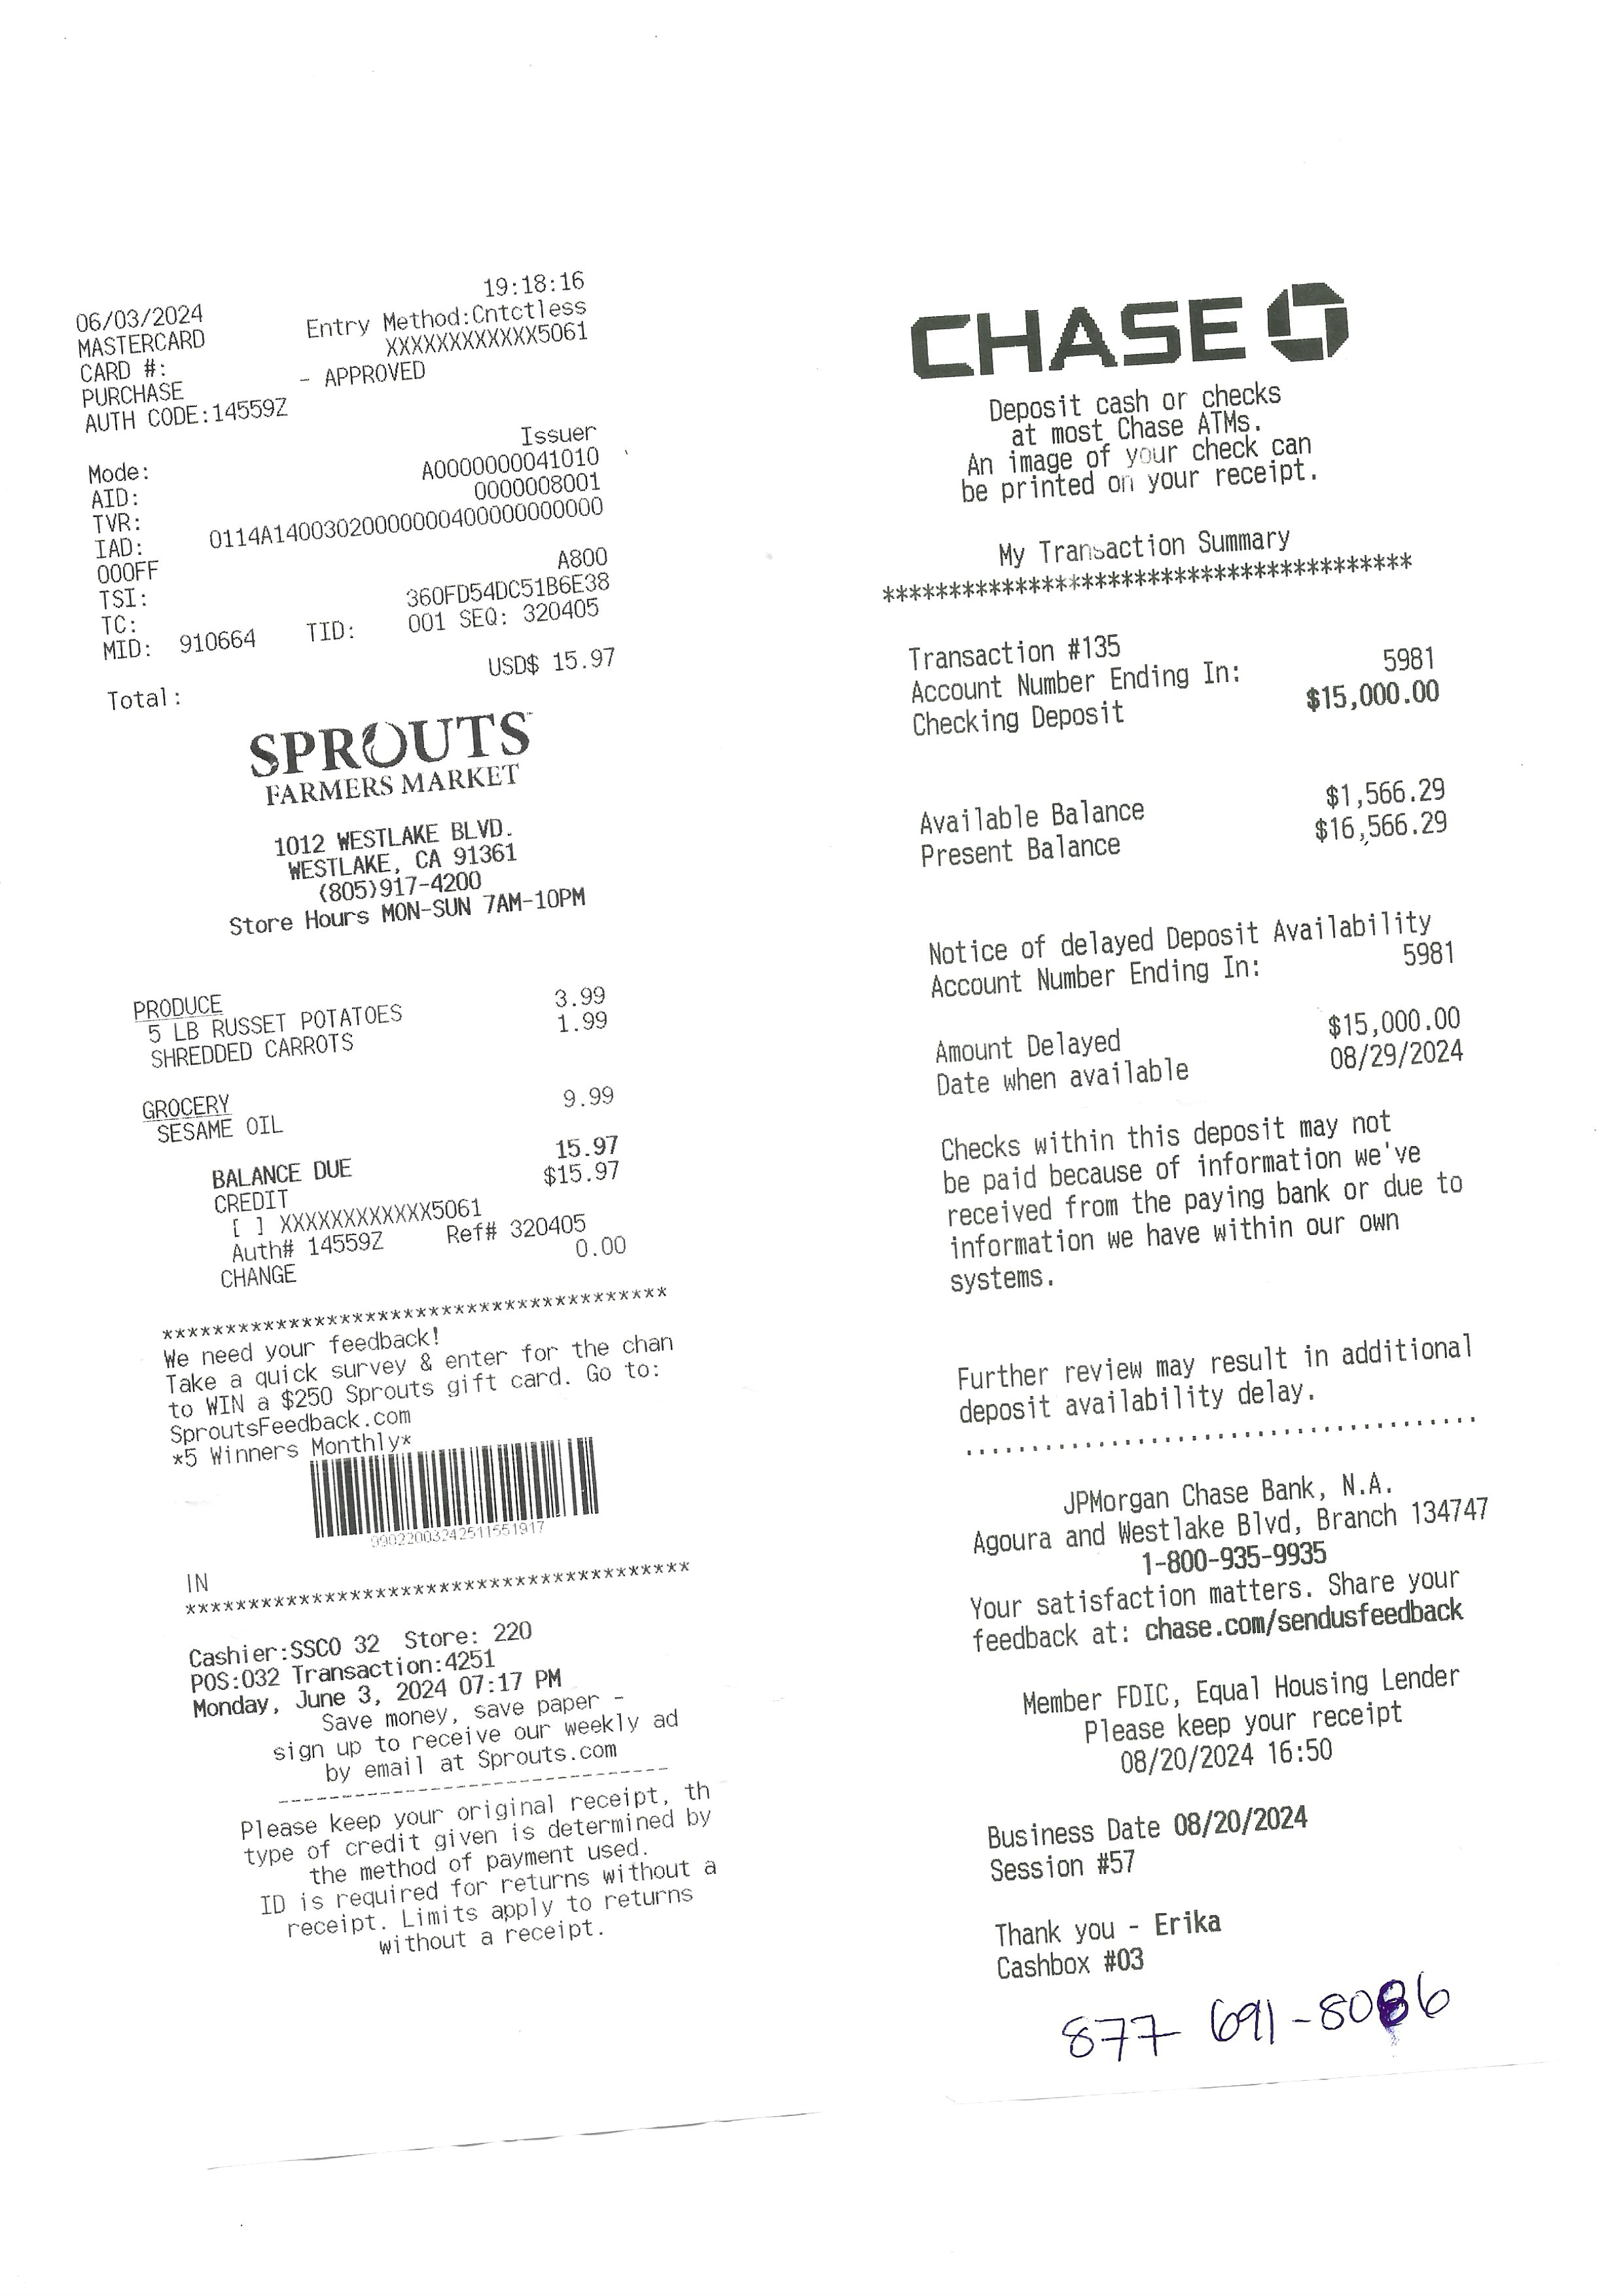 19:18:16
06/03/2024
MASTERCARD Entry Method:Cntctless
CARD #: XXXXXXXXXXXX5061
PURCHASE - APPROVED
AUTH CODE:14559Z
Mode: Issuer
AID: A0000000041010
TVR: 0000008001
IAD: 0114A1400302000000400000000000
000FF
TSI: A800
TC: 360FD54DC51B6E38
MID: 910664 TID: 001 SEQ: 320405
Total: USD$ 15.97
SPROUTS
FARMERS MARKET
1012 WESTLAKE BLVD.
WESTLAKE, CA 91361
(805)917-4200
Store Hours MON-SUN 7AM-10PM
PRODUCE
5 LB RUSSET POTATOES 3.99
SHREDDED CARROTS 1.99
GROCERY
SESAME OIL 9.99
BALANCE DUE 15.97
CREDIT $15.97
[ ] XXXXXXXXXXXX5061
Auth# 14559Z Ref# 320405
CHANGE 0.00
****************************************
We need your feedback!
Take a quick survey & enter for the chan
to WIN a $250 Sprouts gift card. Go to:
SproutsFeedback.com
*5 Winners Monthly*
99022003242511551917
IN
****************************************
Cashier:SSCO 32 Store: 220
POS:032 Transaction:4251
Monday, June 3, 2024 07:17 PM
Save money, save paper -
sign up to receive our weekly ad
by email at Sprouts.com
-------------------------------
Please keep your original receipt, th
type of credit given is determined by
the method of payment used.
ID is required for returns without a
receipt. Limits apply to returns
without a receipt.
CHASE
Deposit cash or checks
at most Chase ATMs.
An image of your check can
be printed on your receipt.
My Transaction Summary
****************************************
Transaction #135
Account Number Ending In: 5981
Checking Deposit $15,000.00
Available Balance $1,566.29
Present Balance $16,566.29
Notice of delayed Deposit Availability
Account Number Ending In: 5981
Amount Delayed $15,000.00
Date when available 08/29/2024
Checks within this deposit may not
be paid because of information we've
received from the paying bank or due to
information we have within our own
systems.
Further review may result in additional
deposit availability delay.
.......................................
JPMorgan Chase Bank, N.A.
Agoura and Westlake Blvd, Branch 134747
1-800-935-9935
Your satisfaction matters. Share your
feedback at: chase.com/sendusfeedback
Member FDIC, Equal Housing Lender
Please keep your receipt
08/20/2024 16:50
Business Date 08/20/2024
Session #57
Thank you - Erika
Cashbox #03
877 691-8086